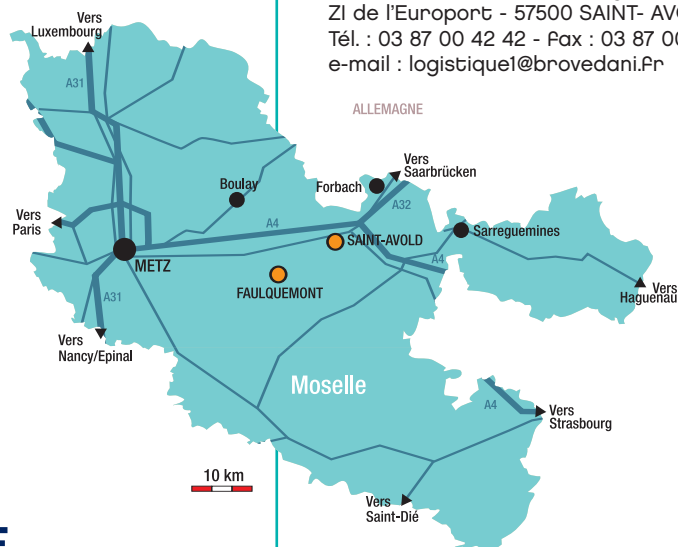 ZI de l'Europort - 57500 SAINT- AVO
Tél. : 03 87 00 42 42 - Fax : 03 87 00
e-mail : logistique1@brovedani.fr
Vers
Luxembourg
A31
ALLEMAGNE
Vers
Saarbrücken
Boulay
Forbach
A32
Vers
Paris
A4
SAINT-AVOLD
Sarreguemines
METZ
A4
FAULQUEMONT
A31
Vers
Haguenau
Vers
Nancy/Epinal
Moselle
A4
Vers
Strasbourg
10 km
Vers
Saint-Dié